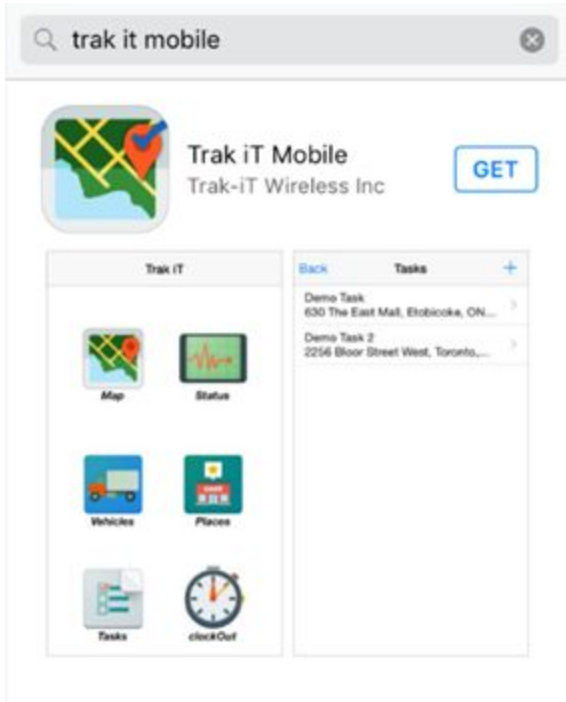 trak it mobile
Trak iT Mobile
Trak-iT Wireless Inc
GET
Trak iT
Map
Status
Vehicles
Places
Tasks
clockOut
Back
Tasks
+
Demo Task
630 The East Mall, Etobicoke, ON...
Demo Task 2
2256 Bloor Street West, Toronto,...